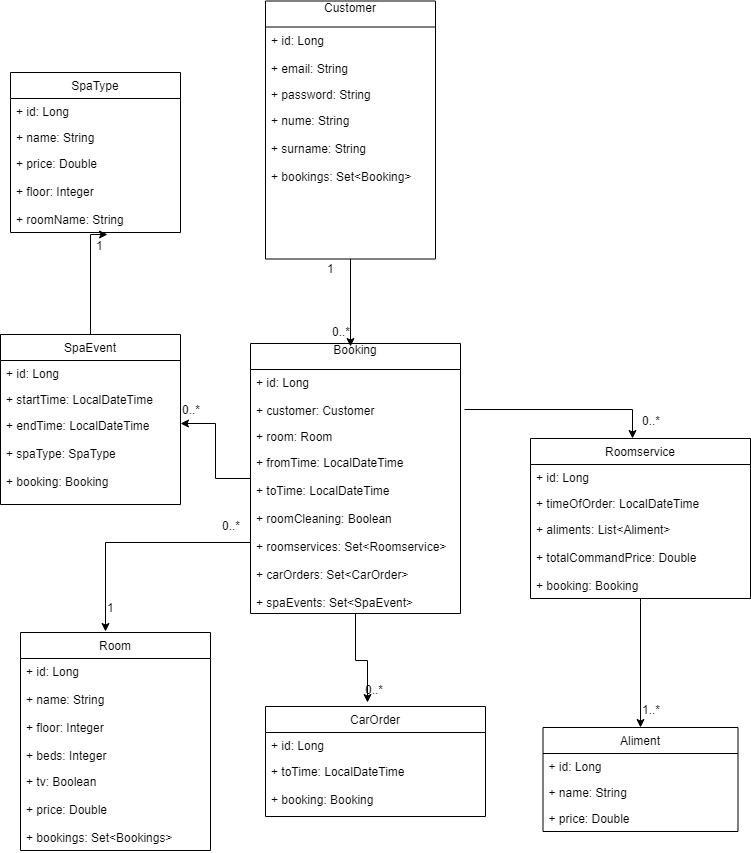 Customer
+ id: Long
+ email: String
+ password: String
+ nume: String
+ surname: String
+ bookings: Set<Booking>
1
0..*
SpaType
+ id: Long
+ name: String
+ price: Double
+ floor: Integer
+ roomName: String
1
SpaEvent
+ id: Long
+ startTime: LocalDateTime
+ endTime: LocalDateTime
+ spaType: SpaType
+ booking: Booking
0..*
Booking
+ id: Long
+ customer: Customer
+ room: Room
+ fromTime: LocalDateTime
+ toTime: LocalDateTime
+ roomCleaning: Boolean
+ roomservices: Set<Roomservice>
+ carOrders: Set<CarOrder>
+ spaEvents: Set<SpaEvent>
0..*
Roomservice
+ id: Long
+ timeOfOrder: LocalDateTime
+ aliments: List<Aliment>
+ totalCommandPrice: Double
+ booking: Booking
0..*
1
Room
+ id: Long
+ name: String
+ floor: Integer
+ beds: Integer
+ tv: Boolean
+ price: Double
+ bookings: Set<Bookings>
0..*
CarOrder
+ id: Long
+ toTime: LocalDateTime
+ booking: Booking
1..*
Aliment
+ id: Long
+ name: String
+ price: Double